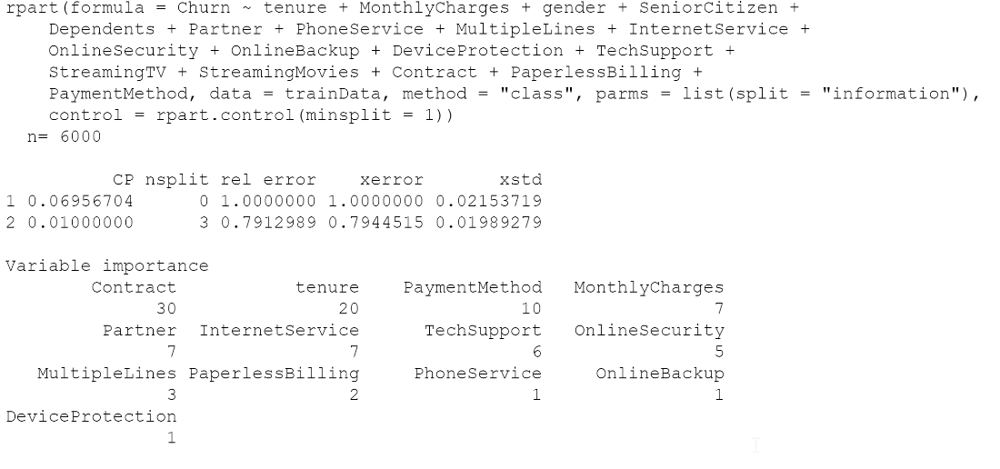 rpart(formula = Churn ~ tenure + MonthlyCharges + gender + SeniorCitizen +
    Dependents + Partner + PhoneService + MultipleLines + InternetService +
    OnlineSecurity + OnlineBackup + DeviceProtection + TechSupport +
    StreamingTV + StreamingMovies + Contract + PaperlessBilling +
    PaymentMethod, data = trainData, method = "class", parms = list(split = "information"),
    control = rpart.control(minsplit = 1))
  n= 6000

          CP nsplit rel error    xerror       xstd
1 0.06956704      0 1.0000000 1.0000000 0.02153719
2 0.01000000      3 0.7912989 0.7944515 0.01989279

Variable importance
        Contract           tenure    PaymentMethod   MonthlyCharges
              30               20               10                7
         Partner  InternetService      TechSupport   OnlineSecurity
               7                7                6                5
   MultipleLines PaperlessBilling     PhoneService     OnlineBackup
               3                2                1                1
DeviceProtection
               1